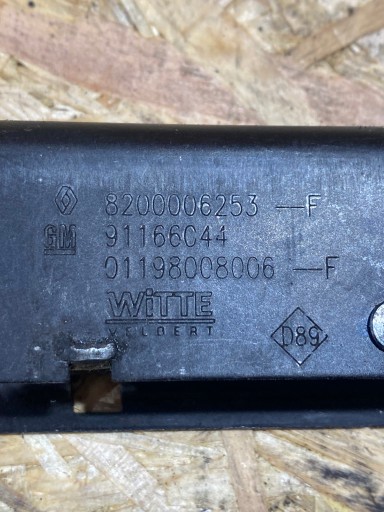 8200006253 —F
GM 91166044
01198008006 —F
WiTTE
VELBERT
D89